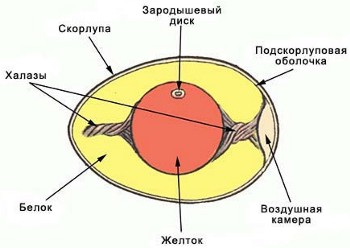 Зародышевый
диск
Скорлупа
Подскорлуповая
оболочка
Халазы
Белок
Желток
Воздушная
камера